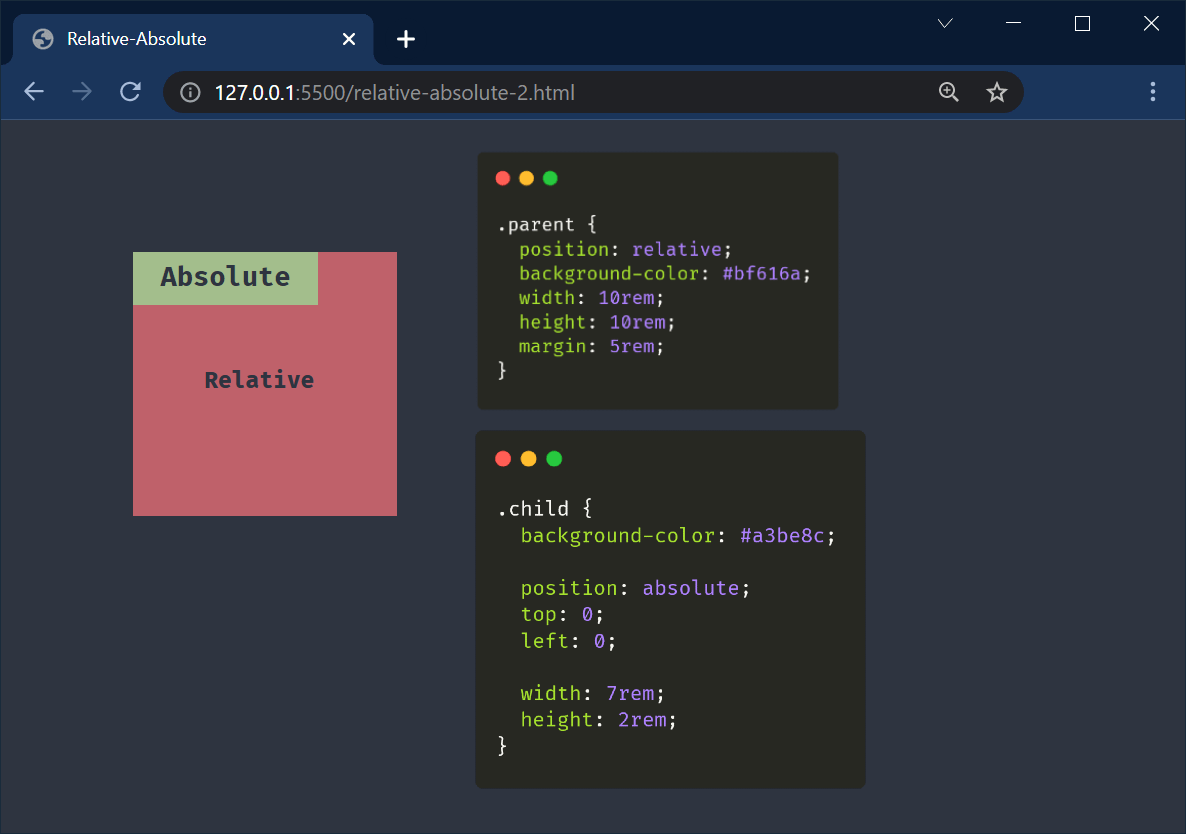 Relative-Absolute
127.0.0.1:5500/relative-absolute-2.html
Absolute
Relative
.parent {
  position: relative;
  background-color: #bf616a;
  width: 10rem;
  height: 10rem;
  margin: 5rem;
}
.child {
  background-color: #a3be8c;

  position: absolute;
  top: 0;
  left: 0;

  width: 7rem;
  height: 2rem;
}